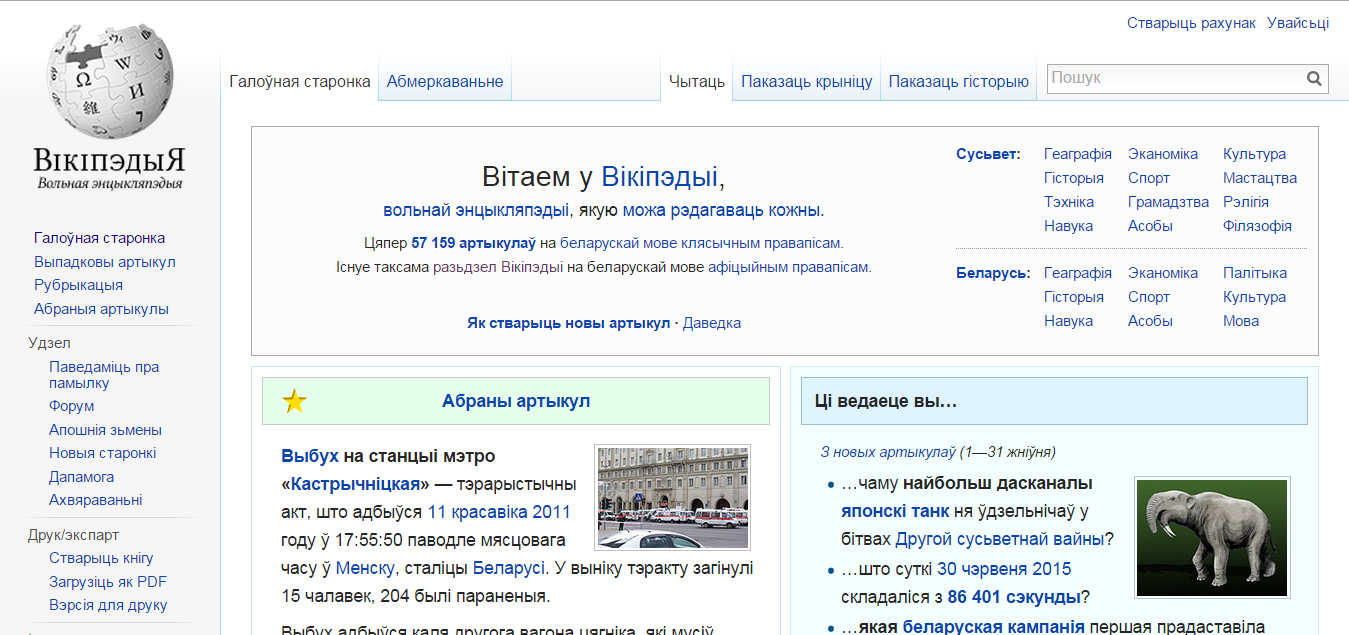 Стварыць рахунак Увайсьці
Галоўная старонка Абмеркаваньне Чытаць Паказаць крыніцу Паказаць гісторыю Пошук
ВікіпэдыЯ
Вольная энцыкляпэдыя
Галоўная старонка
Выпадковы артыкул
Рубрыкацыя
Абраныя артыкулы
Удзел
Паведаміць пра
памылку
Форум
Апошнія зьмены
Новыя старонкі
Дапамога
Ахвяраваньні
Друк/экспарт
Стварыць кнігу
Загрузіць як PDF
Вэрсія для друку
Вітаем у Вікіпэдыі,
вольнай энцыкляпэдыі, якую можа рэдагаваць кожны.
Цяпер 57 159 артыкулаў на беларускай мове клясычным правапісам.
Існуе таксама разьдзел Вікіпэдыі на беларускай мове афіцыйным правапісам.
Як стварыць новы артыкул · Даведка
Сусьвет: Геаграфія Эканоміка Культура
Гісторыя Спорт Мастацтва
Тэхніка Грамадзтва Рэлігія
Навука Асобы Філязофія
Беларусь: Геаграфія Эканоміка Палітыка
Гісторыя Спорт Культура
Навука Асобы Мова
Абраны артыкул
Выбух на станцыі мэтро
«Кастрычніцкая» — тэрарыстычны
акт, што адбыўся 11 красавіка 2011
году ў 17:55:50 паводле мясцовага
часу ў Менску, сталіцы Беларусі. У выніку тэракту загінулі
15 чалавек, 204 былі параненыя.
Выбух адбыўся каля другога вагона цягніка, які мусіў
Ці ведаеце вы…
З новых артыкулаў (1—31 жніўня)
…чаму найбольш дасканалы
японскі танк ня ўдзельнічаў у
бітвах Другой сусьветнай вайны?
…што суткі 30 чэрвеня 2015
складаліся з 86 401 сэкунды?
…якая беларуская кампанія першая прадаставіла